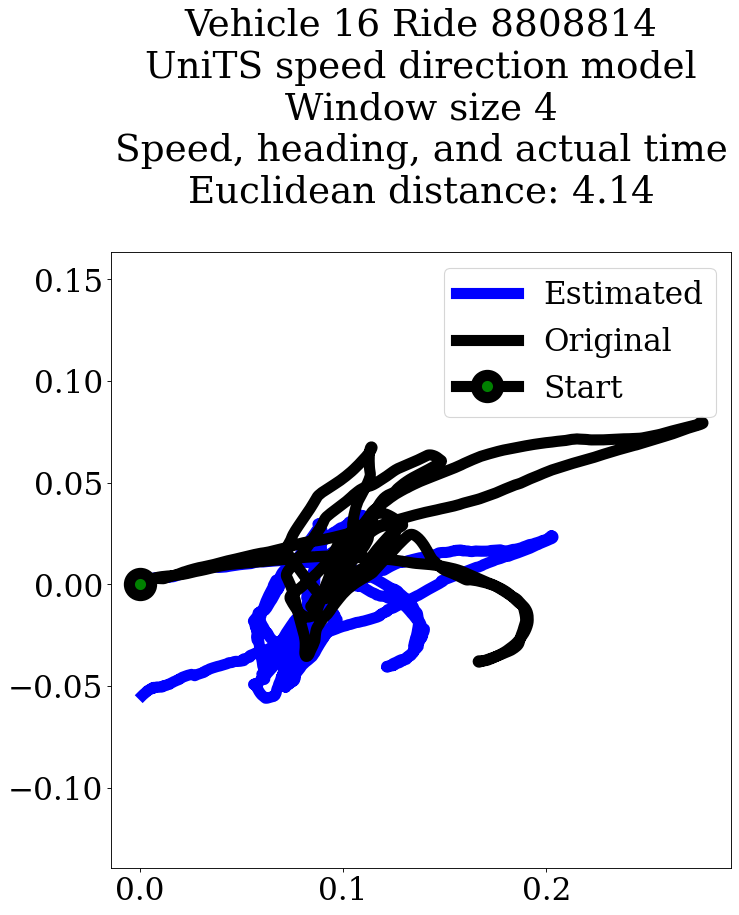 Vehicle 16 Ride 8808814
UniTS speed direction model
Window size 4
Speed, heading, and actual time
Euclidean distance: 4.14
Estimated
Original
Start
0.15
0.10
0.05
0.00
−0.05
−0.10
0.0 0.1 0.2